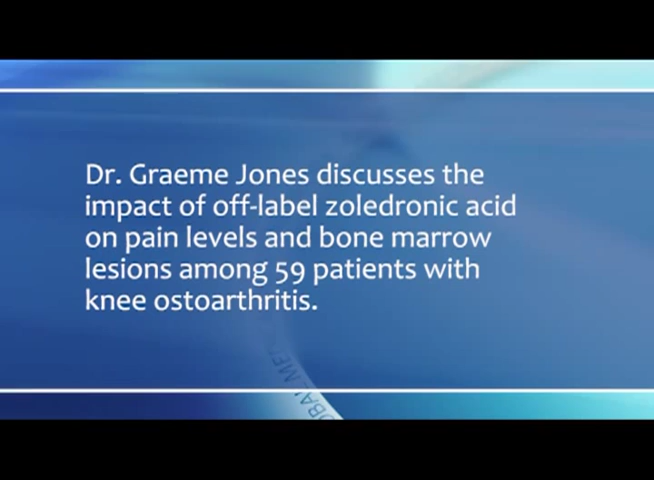 Dr. Graeme Jones discusses the
impact of off-label zoledronic acid
on pain levels and bone marrow
lesions among 59 patients with
knee ostoarthritis.